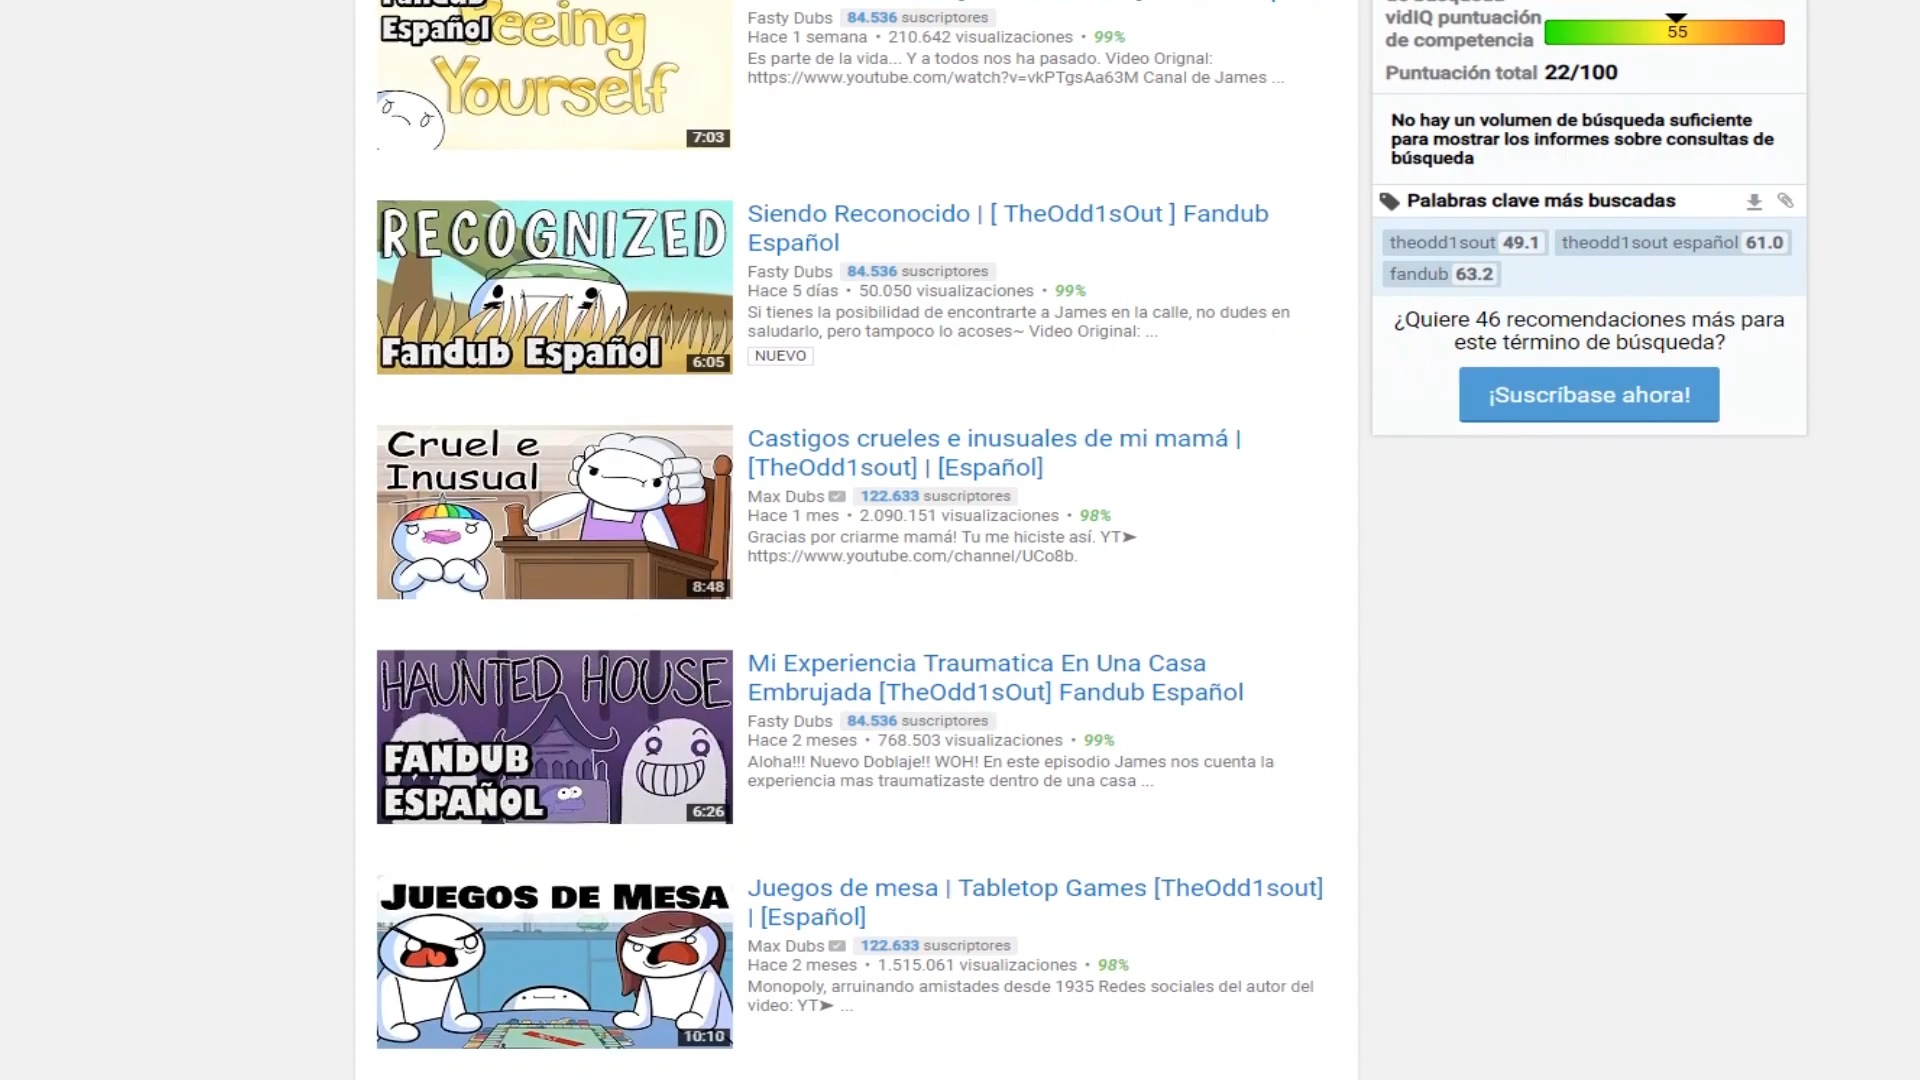 Español
Peeing
Yourself
7:03
Fasty Dubs 84.536 suscriptores
Hace 1 semana • 210.642 visualizaciones • 99%
Es parte de la vida... Y a todos nos ha pasado. Video Orignal:
https://www.youtube.com/watch?v=vkPTgsAa63M Canal de James ...
RECOGNIZED
Fandub Español
6:05
Siendo Reconocido | [ TheOdd1sOut ] Fandub
Español
Fasty Dubs 84.536 suscriptores
Hace 5 días • 50.050 visualizaciones • 99%
Si tienes la posibilidad de encontrarte a James en la calle, no dudes en
saludarlo, pero tampoco lo acoses~ Video Original: ...
NUEVO
Cruel e
Inusual
8:48
Castigos crueles e inusuales de mi mamá |
[TheOdd1sout] | [Español]
Max Dubs 122.633 suscriptores
Hace 1 mes • 2.090.151 visualizaciones • 98%
Gracias por criarme mamá! Tu me hiciste así. YT➤
https://www.youtube.com/channel/UCo8b.
HAUNTED HOUSE
FANDUB
ESPAÑOL
6:26
Mi Experiencia Traumatica En Una Casa
Embrujada [TheOdd1sOut] Fandub Español
Fasty Dubs 84.536 suscriptores
Hace 2 meses • 768.503 visualizaciones • 99%
Aloha!!! Nuevo Doblaje!! WOH! En este episodio James nos cuenta la
experiencia mas traumatizaste dentro de una casa ...
JUEGOS DE MESA
10:10
Juegos de mesa | Tabletop Games [TheOdd1sout]
| [Español]
Max Dubs 122.633 suscriptores
Hace 2 meses • 1.515.061 visualizaciones • 98%
Monopoly, arruinando amistades desde 1935 Redes sociales del autor del
video: YT➤ ...
vidIQ puntuación
de competencia
55
Puntuación total 22/100
No hay un volumen de búsqueda suficiente
para mostrar los informes sobre consultas de
búsqueda
Palabras clave más buscadas
theodd1sout 49.1 theodd1sout español 61.0
fandub 63.2
¿Quiere 46 recomendaciones más para
este término de búsqueda?
¡Suscríbase ahora!